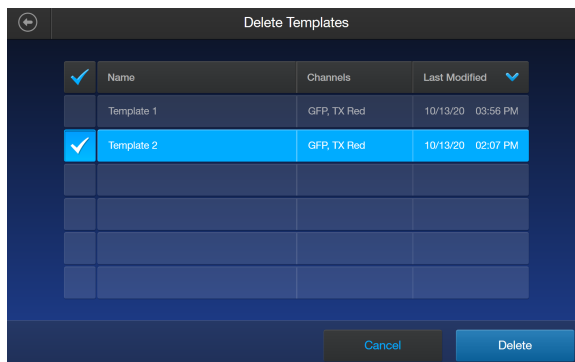 Delete Templates
Name Channels Last Modified
Template 1 GFP, TX Red 10/13/20 03:56 PM
Template 2 GFP, TX Red 10/13/20 02:07 PM
Cancel Delete